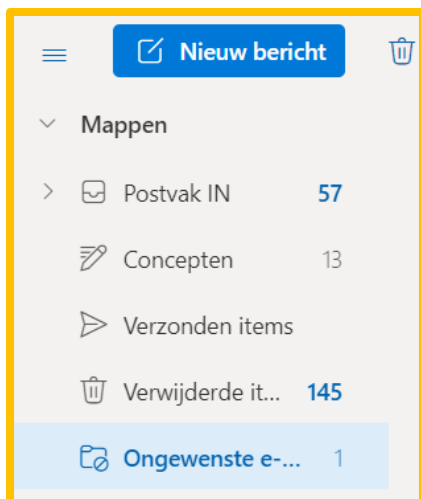 Nieuw bericht
Mappen
Postvak IN 57
Concepten 13
Verzonden items
Verwijderde it... 145
Ongewenste e-... 1